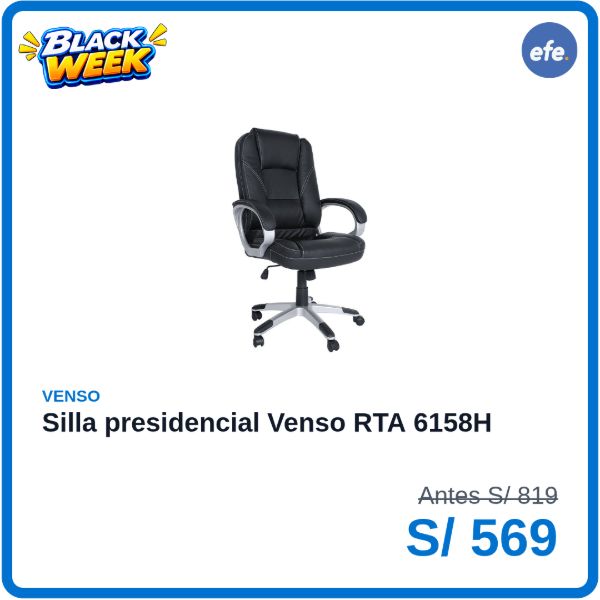 BLACK
WEEK
efe.
VENSO
Silla presidencial Venso RTA 6158H
Antes S/ 819
S/ 569